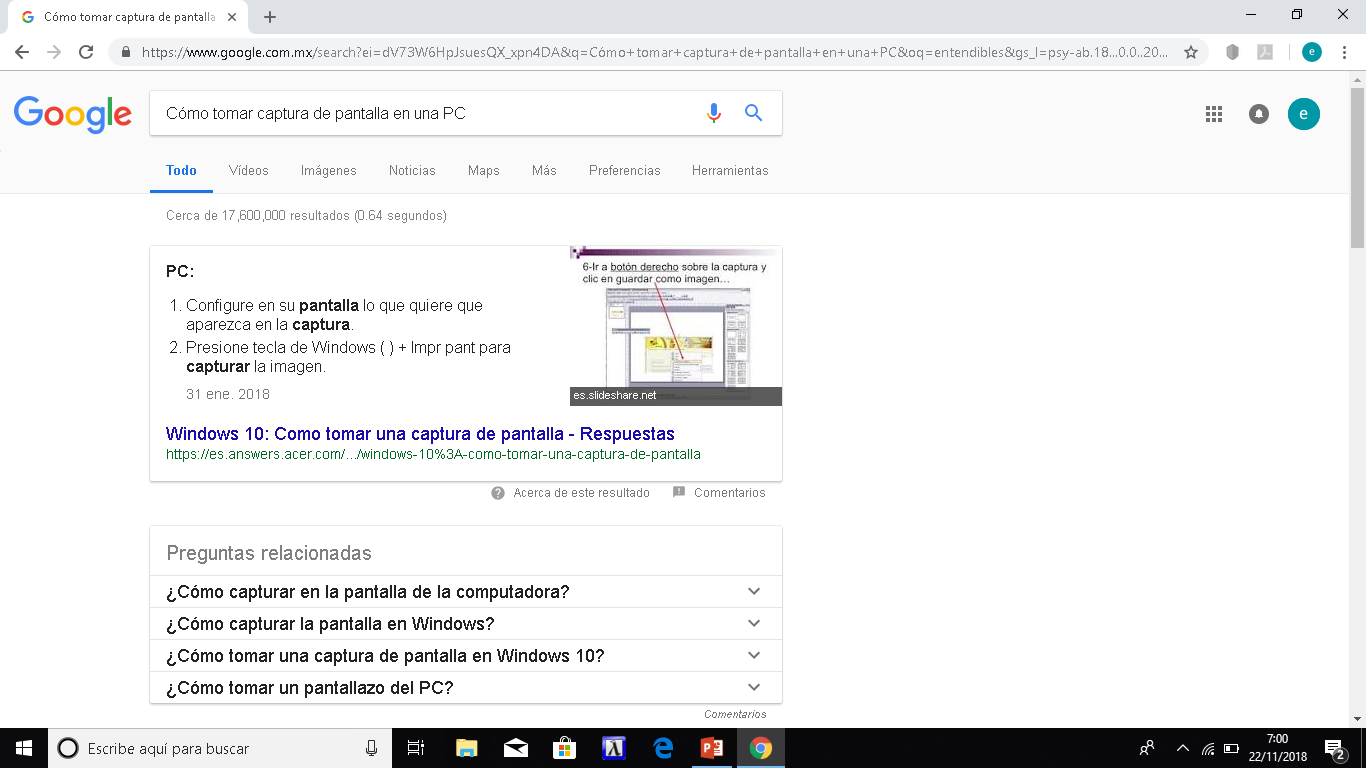 Cómo tomar captura de pantalla
https://www.google.com.mx/search?ei=dV73W6HpJsuesQX_xpn4DA&q=Cómo+tomar+captura+de+pantalla+en+una+PC&oq=entendibles&gs_l=psy-ab.18...0.0..20...
e
Google
Cómo tomar captura de pantalla en una PC
e
Todo Vídeos Imágenes Noticias Maps Más Preferencias Herramientas
Cerca de 17,600,000 resultados (0.64 segundos)
PC:
1. Configure en su pantalla lo que quiere que
aparezca en la captura.
2. Presione tecla de Windows ( ) + Impr pant para
capturar la imagen.
31 ene. 2018
6-Ir a botón derecho sobre la captura y
clic en guardar como imagen…
es.slideshare.net
Windows 10: Como tomar una captura de pantalla - Respuestas
https://es.answers.acer.com/.../windows-10%3A-como-tomar-una-captura-de-pantalla
Acerca de este resultado Comentarios
Preguntas relacionadas
¿Cómo capturar en la pantalla de la computadora?
¿Cómo capturar la pantalla en Windows?
¿Cómo tomar una captura de pantalla en Windows 10?
¿Cómo tomar un pantallazo del PC?
Comentarios
Escribe aquí para buscar
7:00
22/11/2018
2